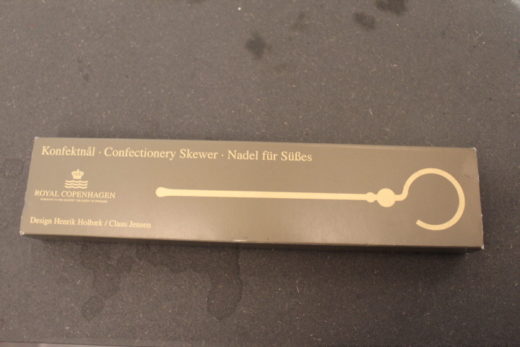 Konfektnål · Confectionery Skewer · Nadel für Süßes
ROYAL COPENHAGEN
Design Henrik Holbæk / Claus Jensen